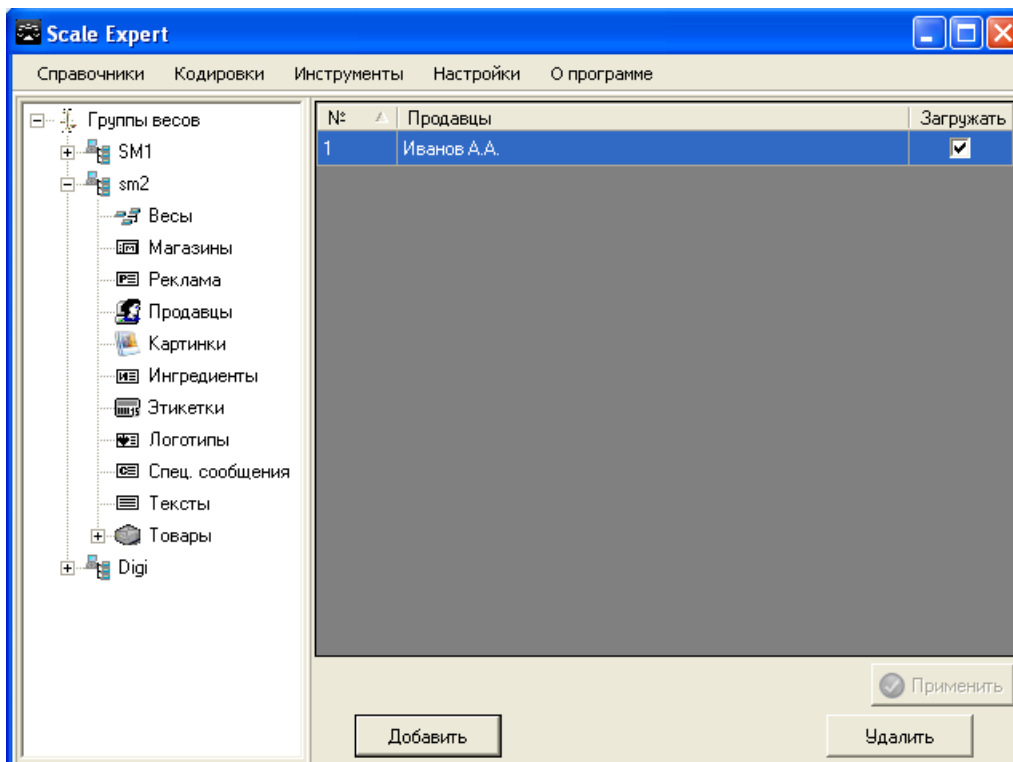 Scale Expert
Справочники Кодировки Инструменты Настройки О программе
Группы весов
SM1
sm2
Весы
Магазины
Реклама
Продавцы
Картинки
Ингредиенты
Этикетки
Логотипы
Спец. сообщения
Тексты
Товары
Digi
№ Продавцы Загружать
1 Иванов А.А.
Применить
Добавить Удалить